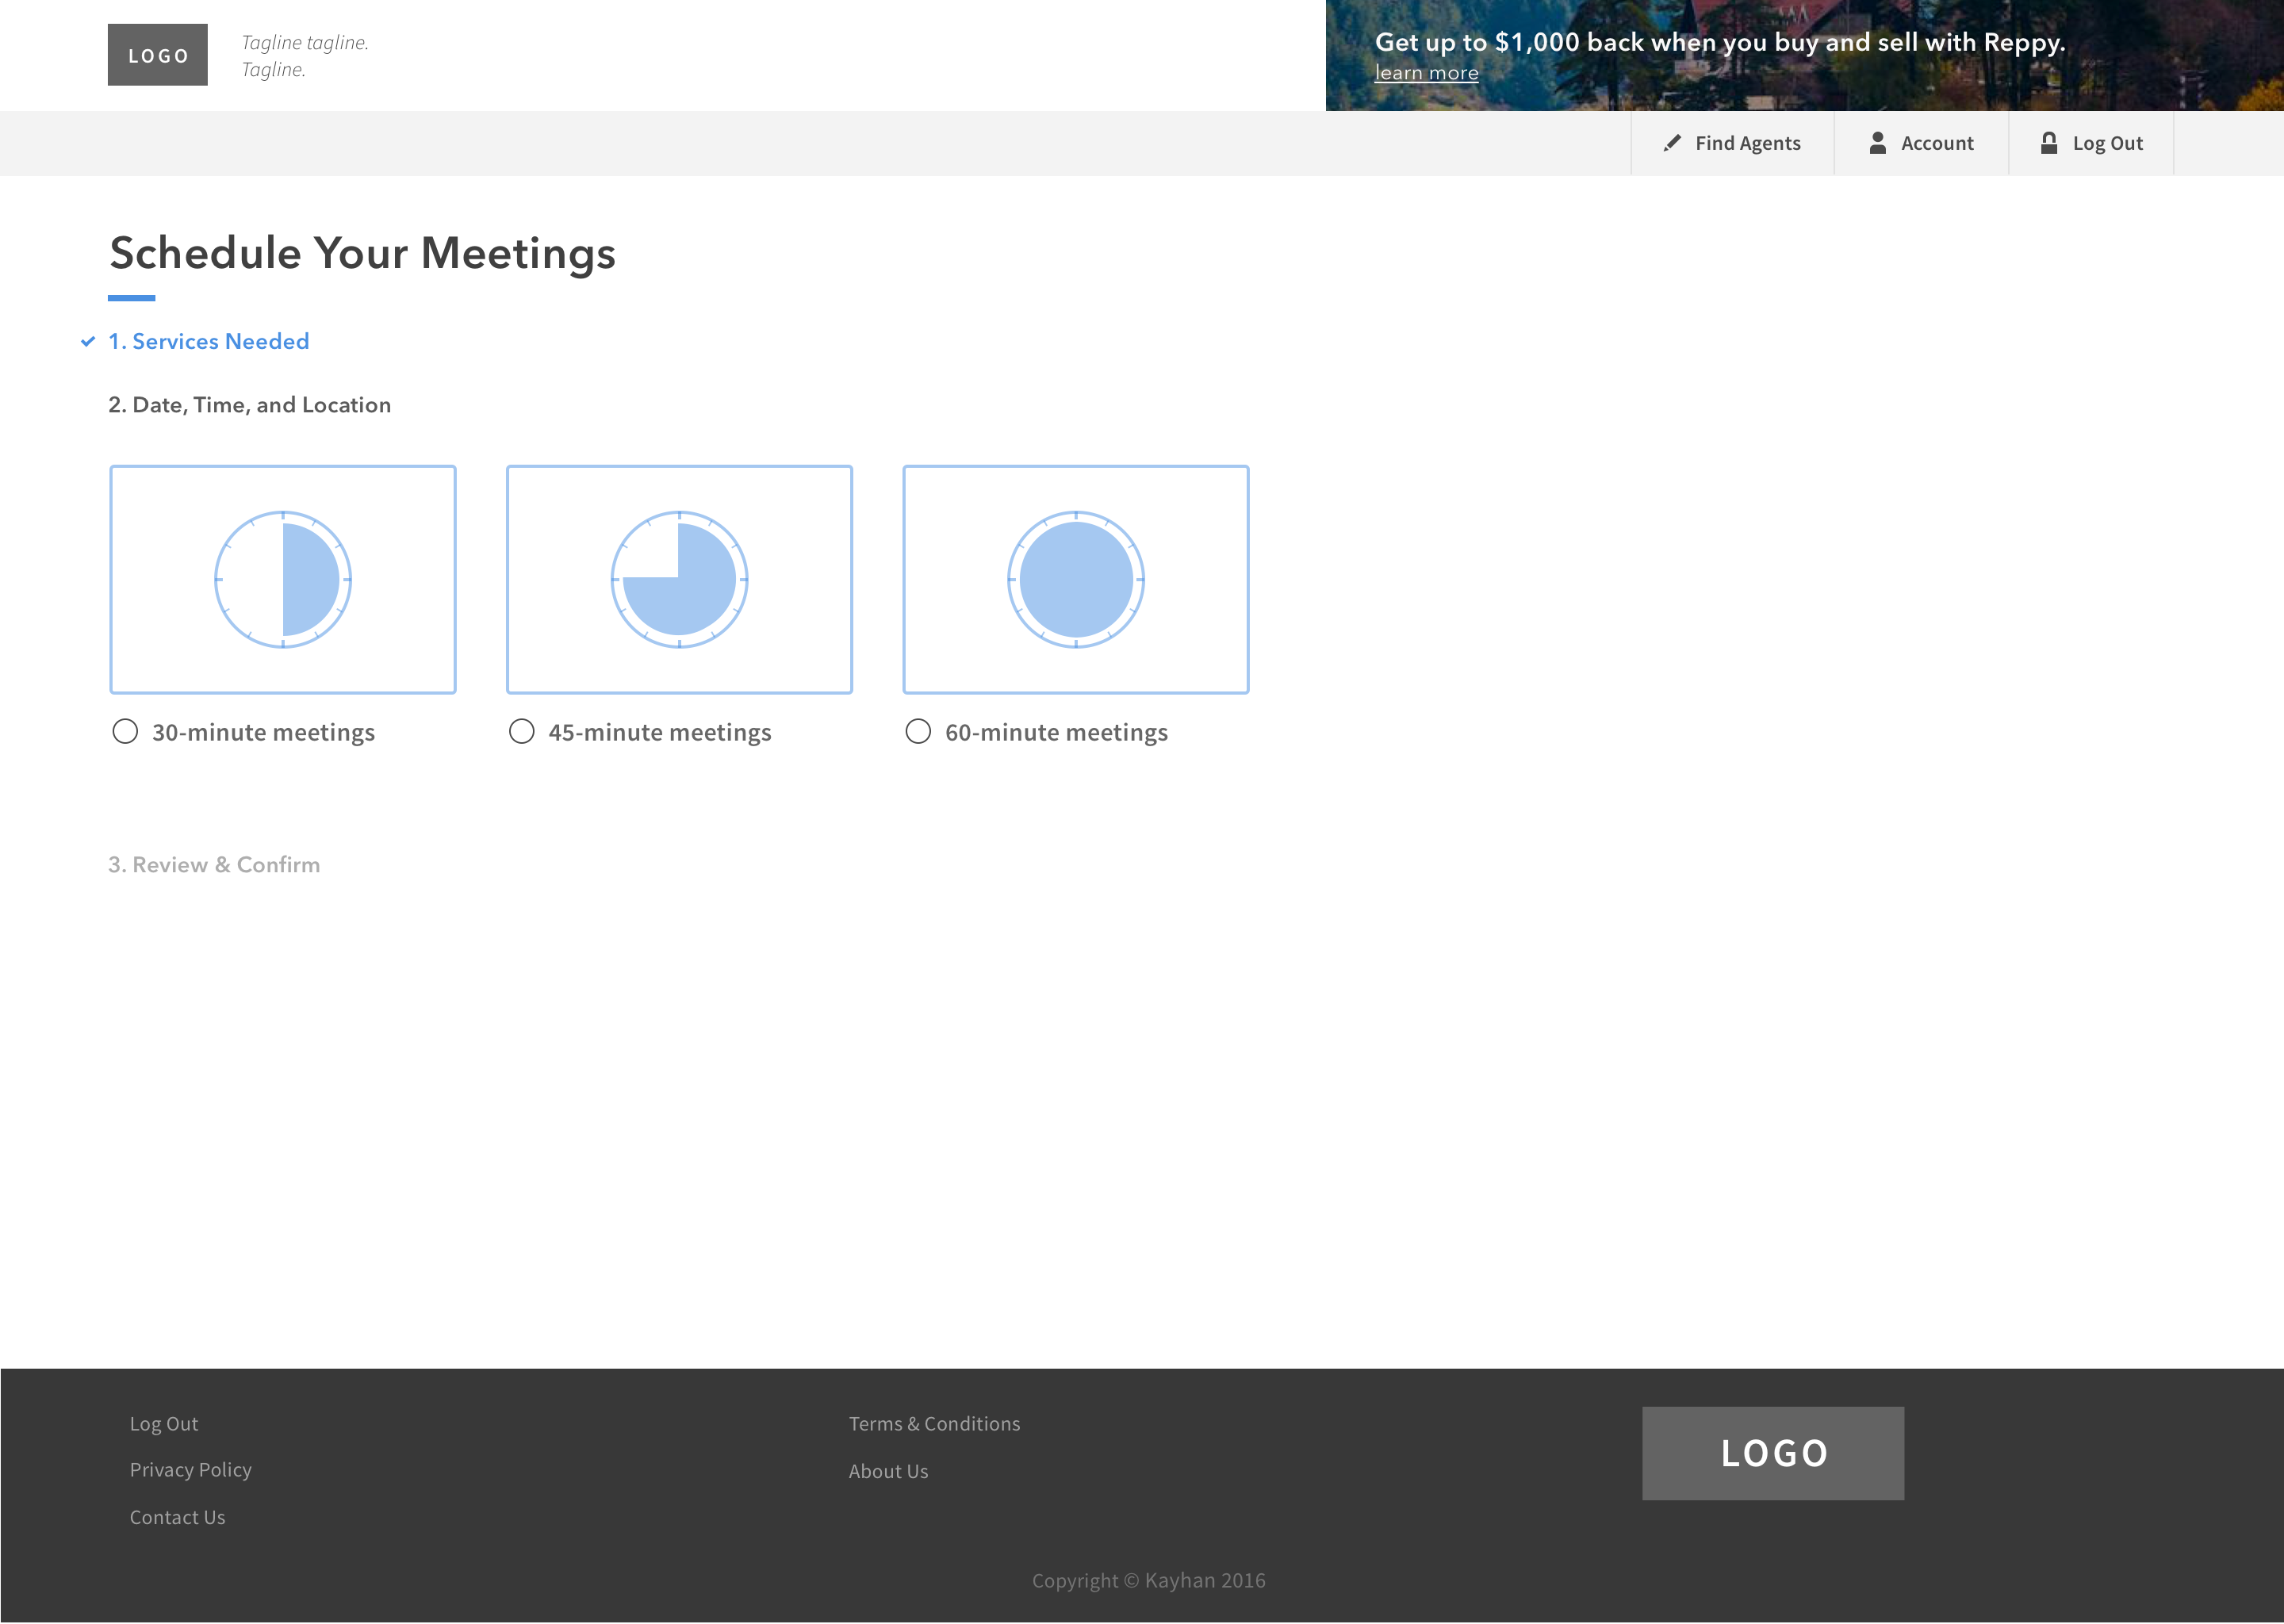 LOGO
Tagline tagline.
Tagline.
Get up to $1,000 back when you buy and sell with Reppy.
learn more
Find Agents
Account
Log Out
Schedule Your Meetings
1. Services Needed
2. Date, Time, and Location
30-minute meetings
45-minute meetings
60-minute meetings
3. Review & Confirm
Log Out
Privacy Policy
Contact Us
Terms & Conditions
About Us
LOGO
Copyright © Kayhan 2016